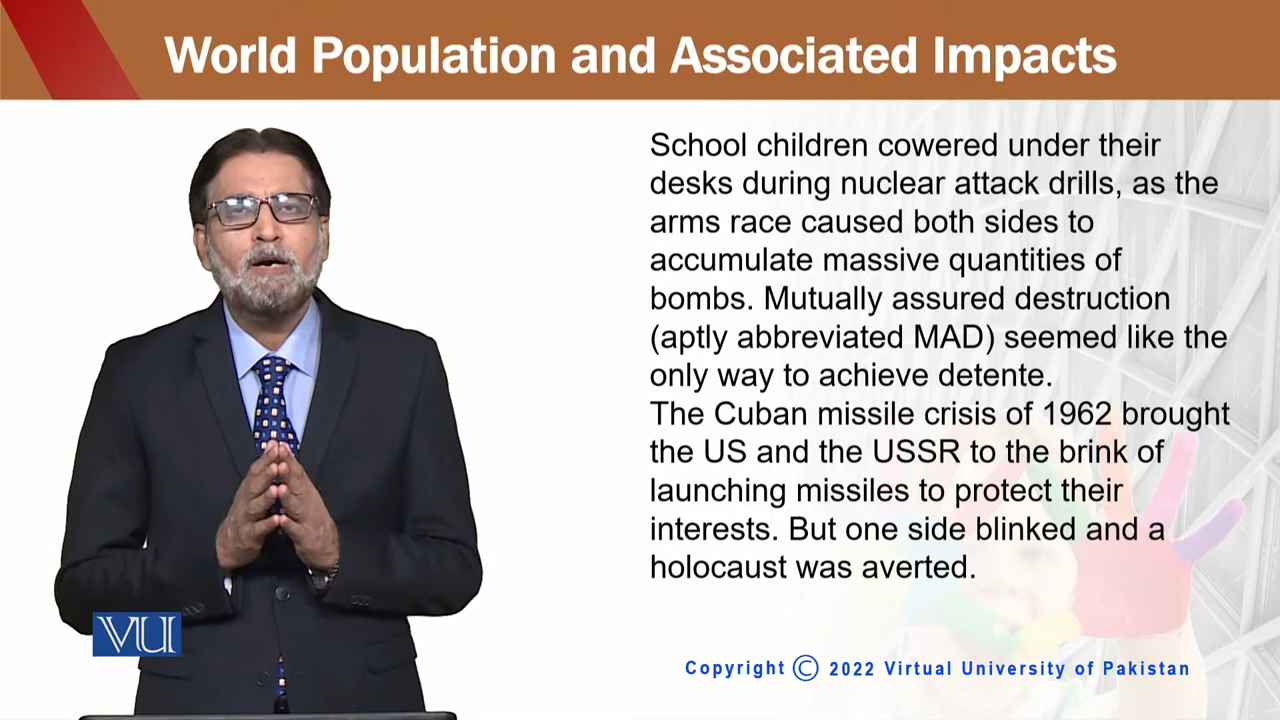 World Population and Associated Impacts
School children cowered under their
desks during nuclear attack drills, as the
arms race caused both sides to
accumulate massive quantities of
bombs. Mutually assured destruction
(aptly abbreviated MAD) seemed like the
only way to achieve detente.
The Cuban missile crisis of 1962 brought
the US and the USSR to the brink of
launching missiles to protect their
interests. But one side blinked and a
holocaust was averted.
VU
Copyright © 2022 Virtual University of Pakistan